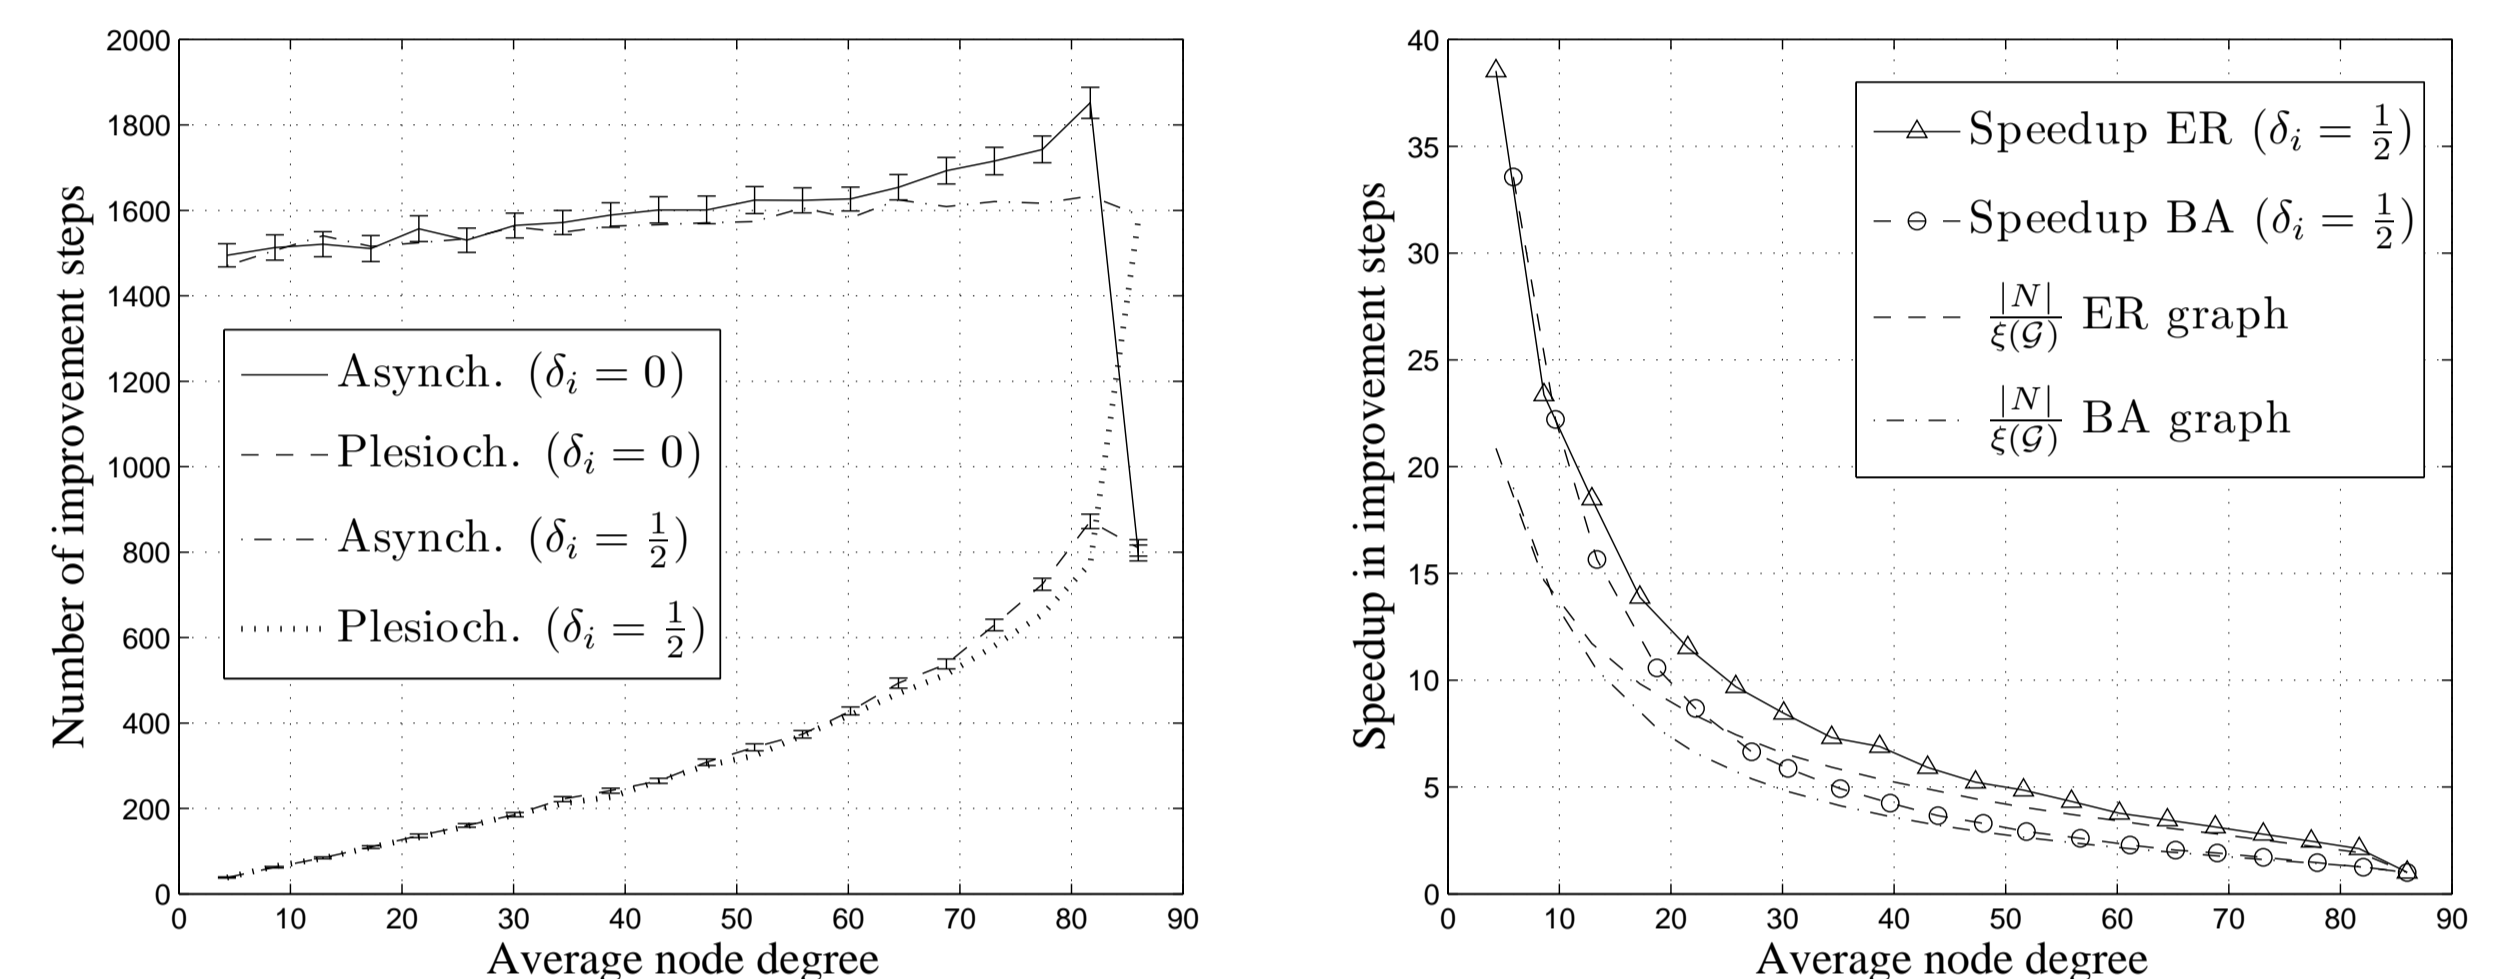 Number of improvement steps
2000
1800
1600
1400
1200
1000
800
600
400
200
0
Asynch. (δ_i = 0)
Plesioch. (δ_i = 0)
Asynch. (δ_i = 1/2)
Plesioch. (δ_i = 1/2)
0 10 20 30 40 50 60 70 80 90
Average node degree
Speedup in improvement steps
40
35
30
25
20
15
10
5
0
Speedup ER (δ_i = 1/2)
Speedup BA (δ_i = 1/2)
|N|/ξ(𝒢) ER graph
|N|/ξ(𝒢) BA graph
0 10 20 30 40 50 60 70 80 90
Average node degree